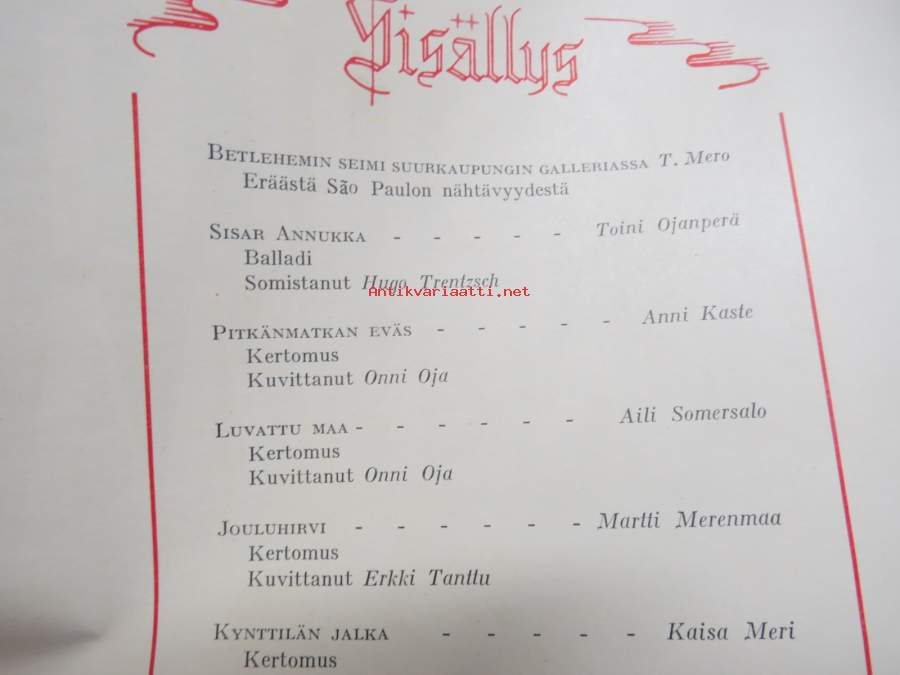 Sisällys
BETLEHEMIN SEIMI SUURKAUPUNGIN GALLERIASSA T. Mero
Eräästä São Paulon nähtävyydestä
SISAR ANNUKKA - - - - - Toini Ojanperä
Balladi
Somistanut Hugo Trentzsch
Antikvariaatti.net
PITKÄNMATKAN EVÄS - - - - - Anni Kaste
Kertomus
Kuvittanut Onni Oja
LUVATTU MAA - - - - - - Aili Somersalo
Kertomus
Kuvittanut Onni Oja
JOULUHIRVI - - - - - - Martti Merenmaa
Kertomus
Kuvittanut Erkki Tanttu
KYNTTILÄN JALKA - - - - - Kaisa Meri
Kertomus